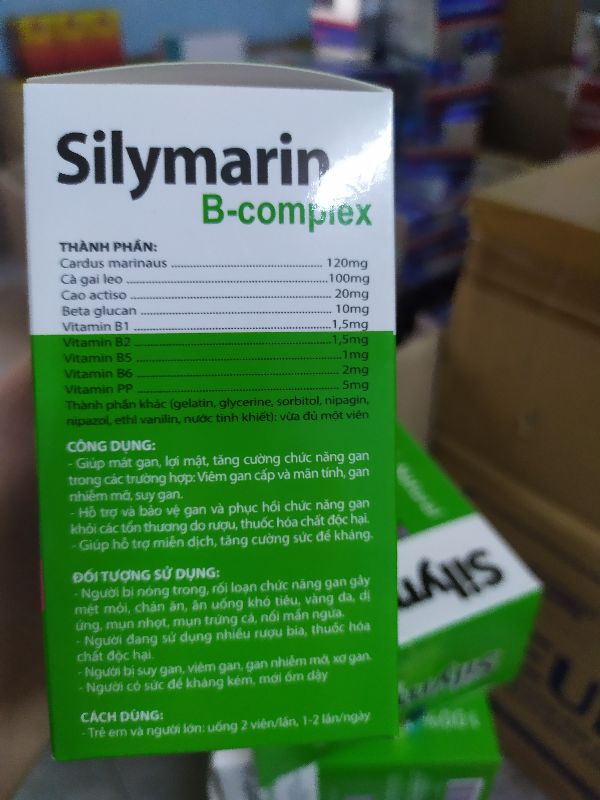 Silymarin
B-complex
THÀNH PHẦN:
Cardus marinaus ........ 120mg
Cà gai leo ........ 100mg
Cao actiso ........ 20mg
Beta glucan ........ 10mg
Vitamin B1 ........ 1,5mg
Vitamin B2 ........ 1,5mg
Vitamin B5 ........ 1mg
Vitamin B6 ........ 2mg
Vitamin PP ........ 5mg
Thành phần khác (gelatin, glycerine, sorbitol, nipagin,
nipazol, ethl vanilin, nước tinh khiết): vừa đủ một viên
CÔNG DỤNG:
- Giúp mát gan, lợi mật, tăng cường chức năng gan
trong các trường hợp: Viêm gan cấp và mãn tính, gan
nhiễm mỡ, suy gan.
- Hỗ trợ và bảo vệ gan và phục hồi chức năng gan
khỏi các tổn thương do rượu, thuốc hóa chất độc hại.
- Giúp hỗ trợ miễn dịch, tăng cường sức đề kháng.
ĐỐI TƯỢNG SỬ DỤNG:
- Người bị nóng trong, rối loạn chức năng gan gây
mệt mỏi, chán ăn, ăn uống khó tiêu, vàng da, dị
ứng, mụn nhọt, mụn trứng cá, nổi mẩn ngứa.
- Người đang sử dụng nhiều rượu bia, thuốc hóa
chất độc hại.
- Người bị suy gan, viêm gan, gan nhiễm mỡ, xơ gan.
- Người có sức đề kháng kém, mới ốm dậy
CÁCH DÙNG:
- Trẻ em và người lớn: uống 2 viên/lần, 1-2 lần/ngày
Silym